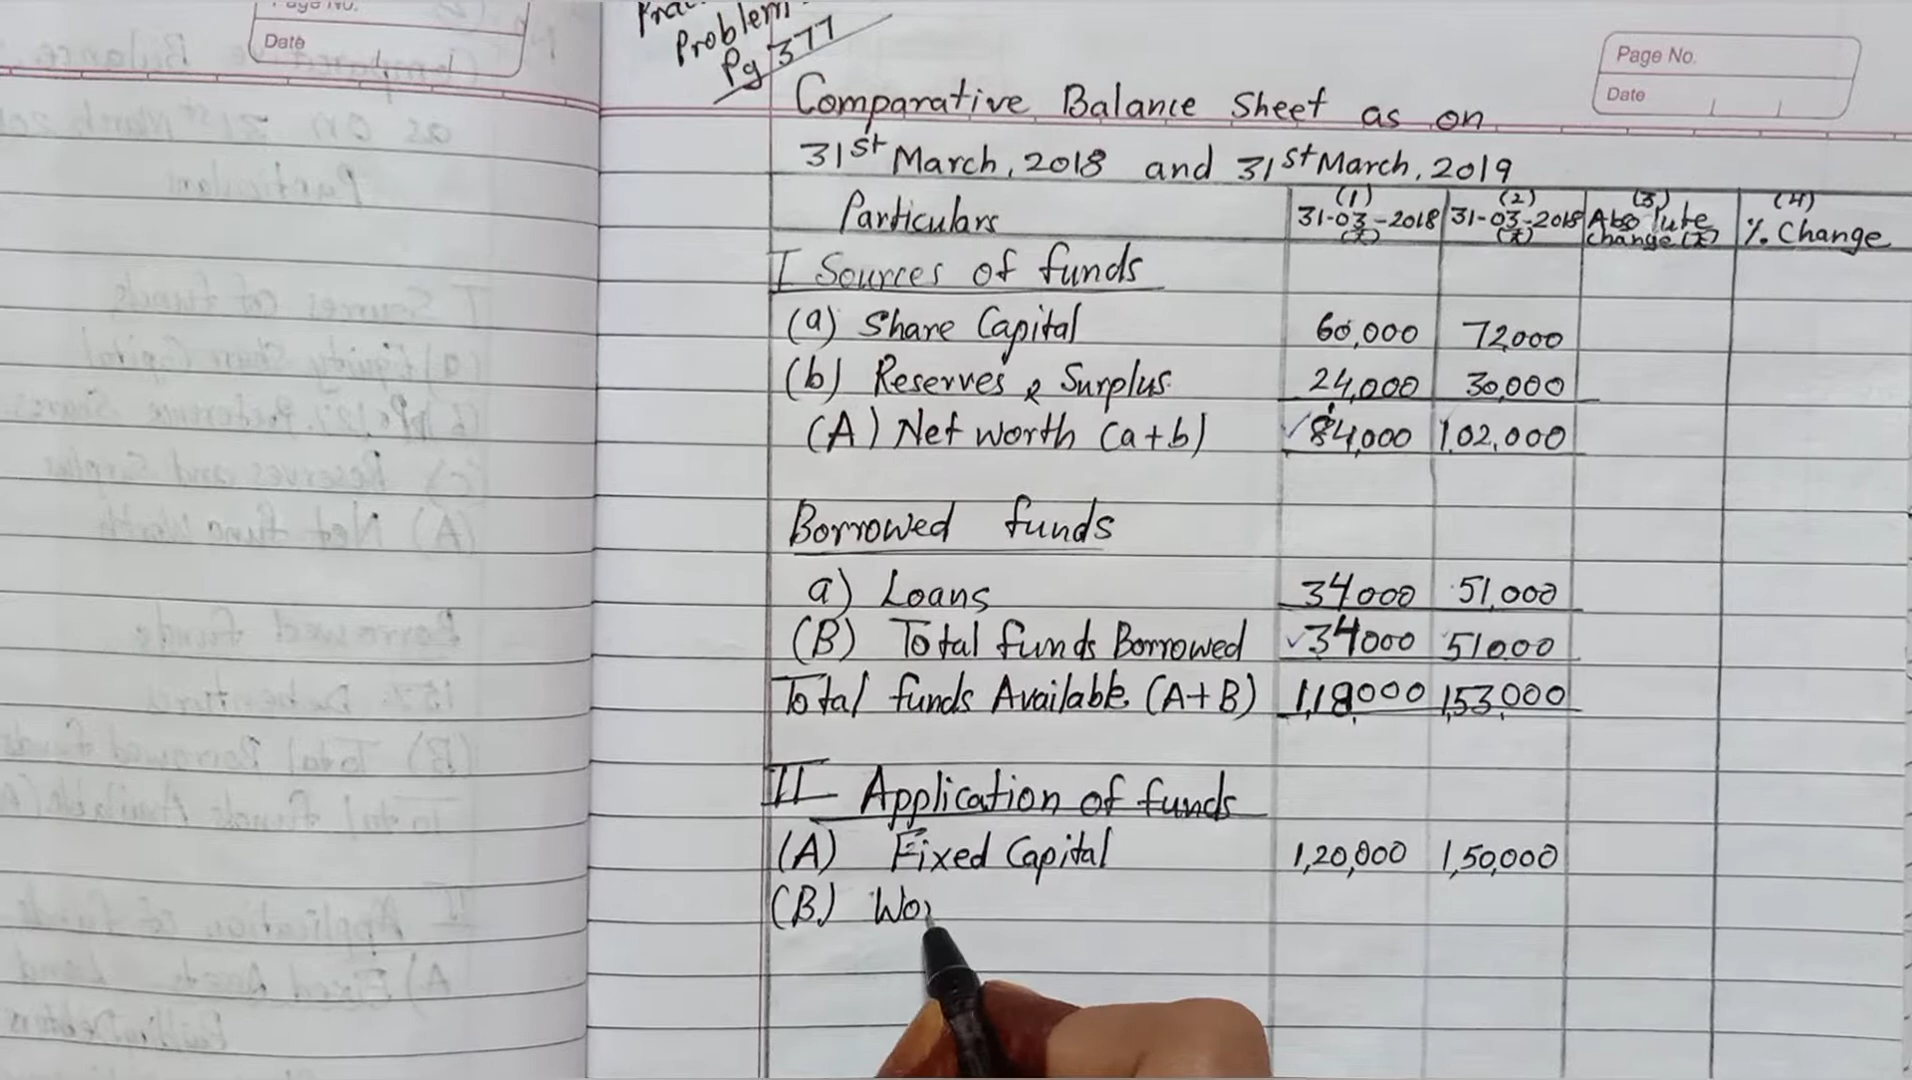 Date
Problem
Pg 377
Page No.
Date
Comparative Balance Sheet as on
31st March, 2018 and 31st March, 2019
Particulars (1) 31-03-2018 (₹) (2) 31-03-2018 (₹) (3) Absolute change (₹) (4) % Change
I Sources of funds
(a) Share Capital 60,000 72,000
(b) Reserves & Surplus 24,000 30,000
(A) Net worth (a+b) 84,000 1,02,000
Borrowed funds
a) Loans 34000 51,000
(B) Total funds Borrowed 34000 51000
Total funds Available (A+B) 1,18,000 1,53,000
II Application of funds
(A) Fixed Capital 1,20,000 1,50,000
(B) Wor